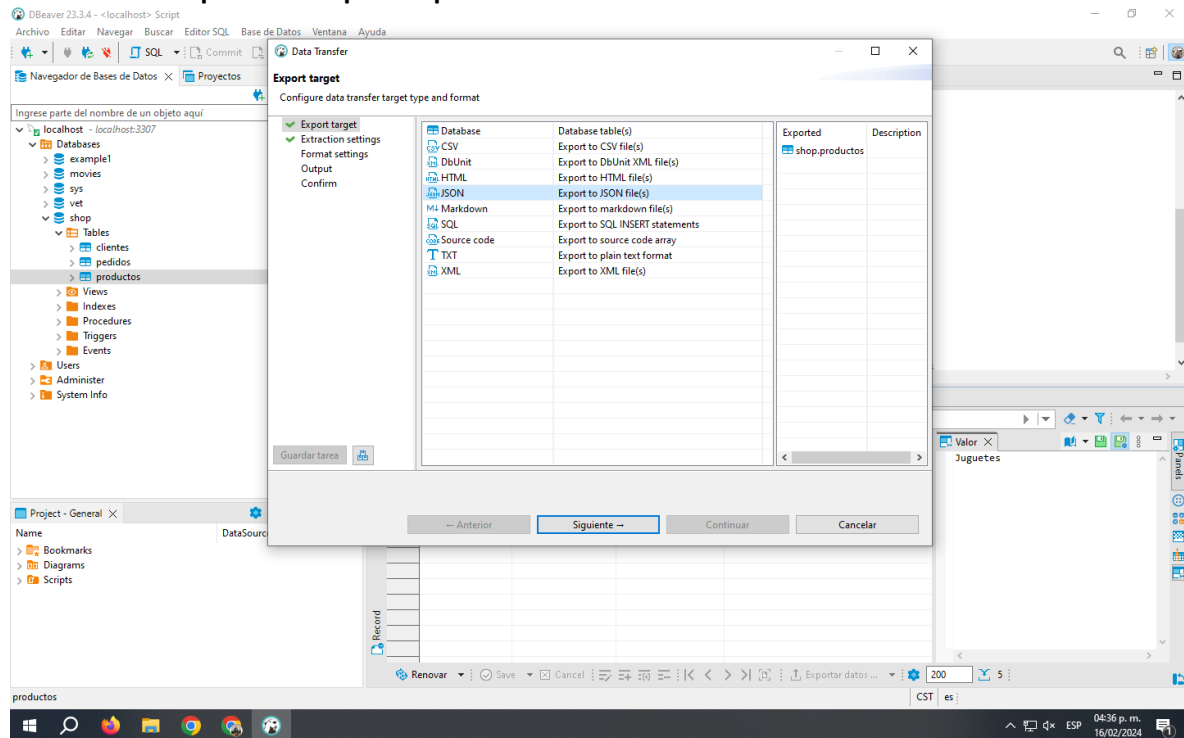 DBeaver 23.3.4 - <localhost> Script
Archivo Editar Navegar Buscar Editor SQL Base de Datos Ventana Ayuda
SQL Commit
Navegador de Bases de Datos Proyectos
Ingrese parte del nombre de un objeto aquí
localhost - localhost:3307
Databases
example1
movies
sys
vet
shop
Tables
clientes
pedidos
productos
Views
Indexes
Procedures
Triggers
Events
Users
Administer
System Info
Data Transfer
Export target
Configure data transfer target type and format
Export target
Extraction settings
Format settings
Output
Confirm
Database Database table(s)
CSV Export to CSV file(s)
DbUnit Export to DbUnit XML file(s)
HTML Export to HTML file(s)
JSON Export to JSON file(s)
Markdown Export to markdown file(s)
SQL Export to SQL INSERT statements
Source code Export to source code array
TXT Export to plain text format
XML Export to XML file(s)
Exported Description
shop.productos
Guardar tarea
← Anterior Siguiente → Continuar Cancelar
Valor
Juguetes
Panels
Project - General
Name DataSourc
Bookmarks
Diagrams
Scripts
Record
Renovar Save Cancel Exportar datos ... 200 5
productos CST es
ESP 04:36 p. m.
16/02/2024